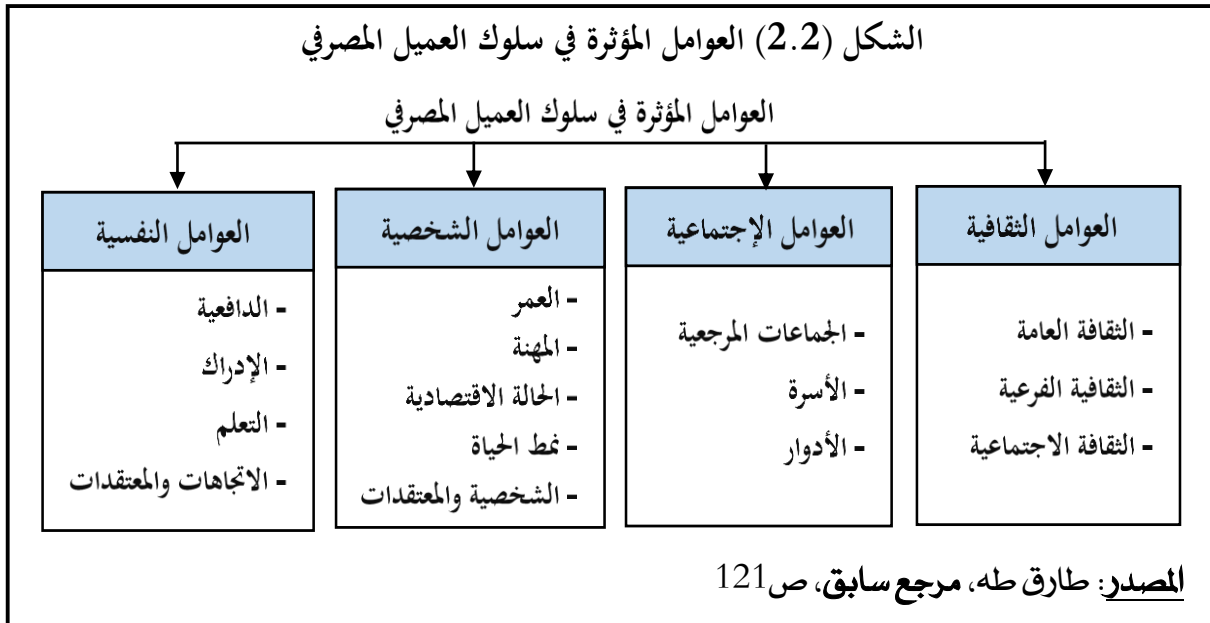 الشكل (2.2) العوامل المؤثرة في سلوك العميل المصرفي
العوامل المؤثرة في سلوك العميل المصرفي
العوامل الثقافية
- الثقافة العامة
- الثقافية الفرعية
- الثقافة الاجتماعية
العوامل الإجتماعية
- الجماعات المرجعية
- الأسرة
- الأدوار
العوامل الشخصية
- العمر
- المهنة
- الحالة الاقتصادية
- نمط الحياة
- الشخصية والمعتقدات
العوامل النفسية
- الدافعية
- الإدراك
- التعلم
- الاتجاهات والمعتقدات
المصدر: طارق طه، مرجع سابق، ص121